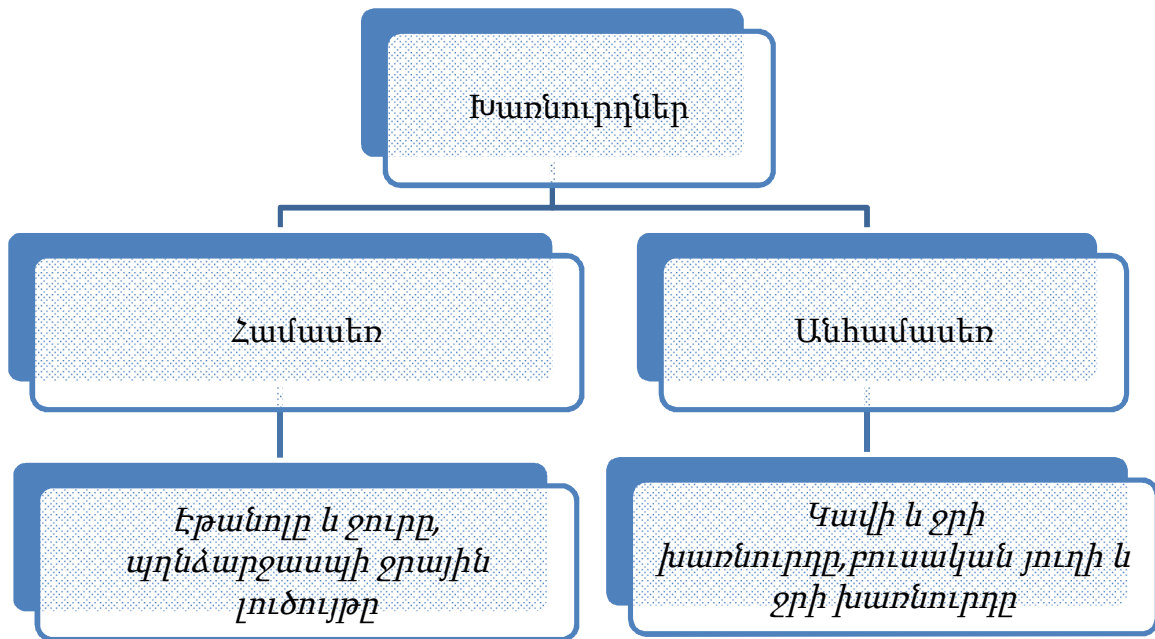 Խառնուրդներ
Համասեռ
Անհամասեռ
Էթանոլը և ջուրը,
պղնձարջասպի ջրային
լուծույթը
Կավի և ջրի
խառնուրդը,բուսական յուղի և
ջրի խառնուրդը